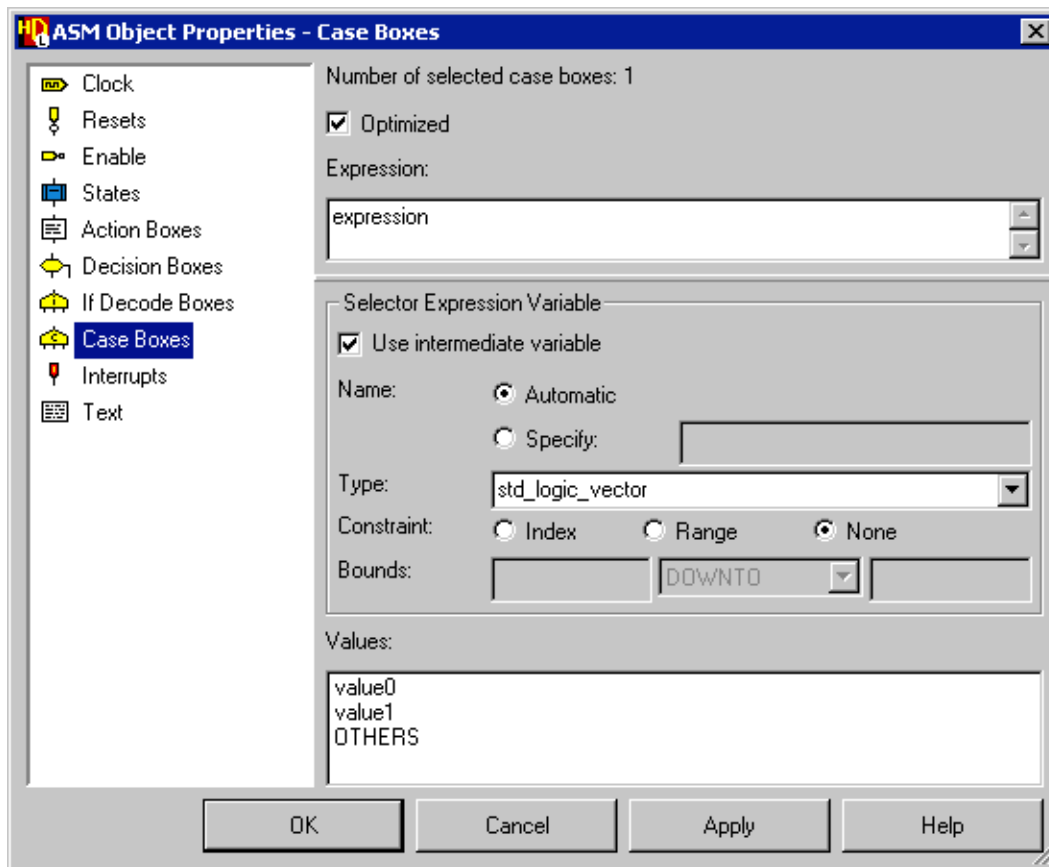 ASM Object Properties - Case Boxes
Clock
Resets
Enable
States
Action Boxes
Decision Boxes
If Decode Boxes
Case Boxes
Interrupts
Text
Number of selected case boxes: 1
Optimized
Expression:
expression
Selector Expression Variable
Use intermediate variable
Name: Automatic
Specify:
Type: std_logic_vector
Constraint: Index Range None
Bounds: DOWNTO
Values:
value0
value1
OTHERS
OK Cancel Apply Help